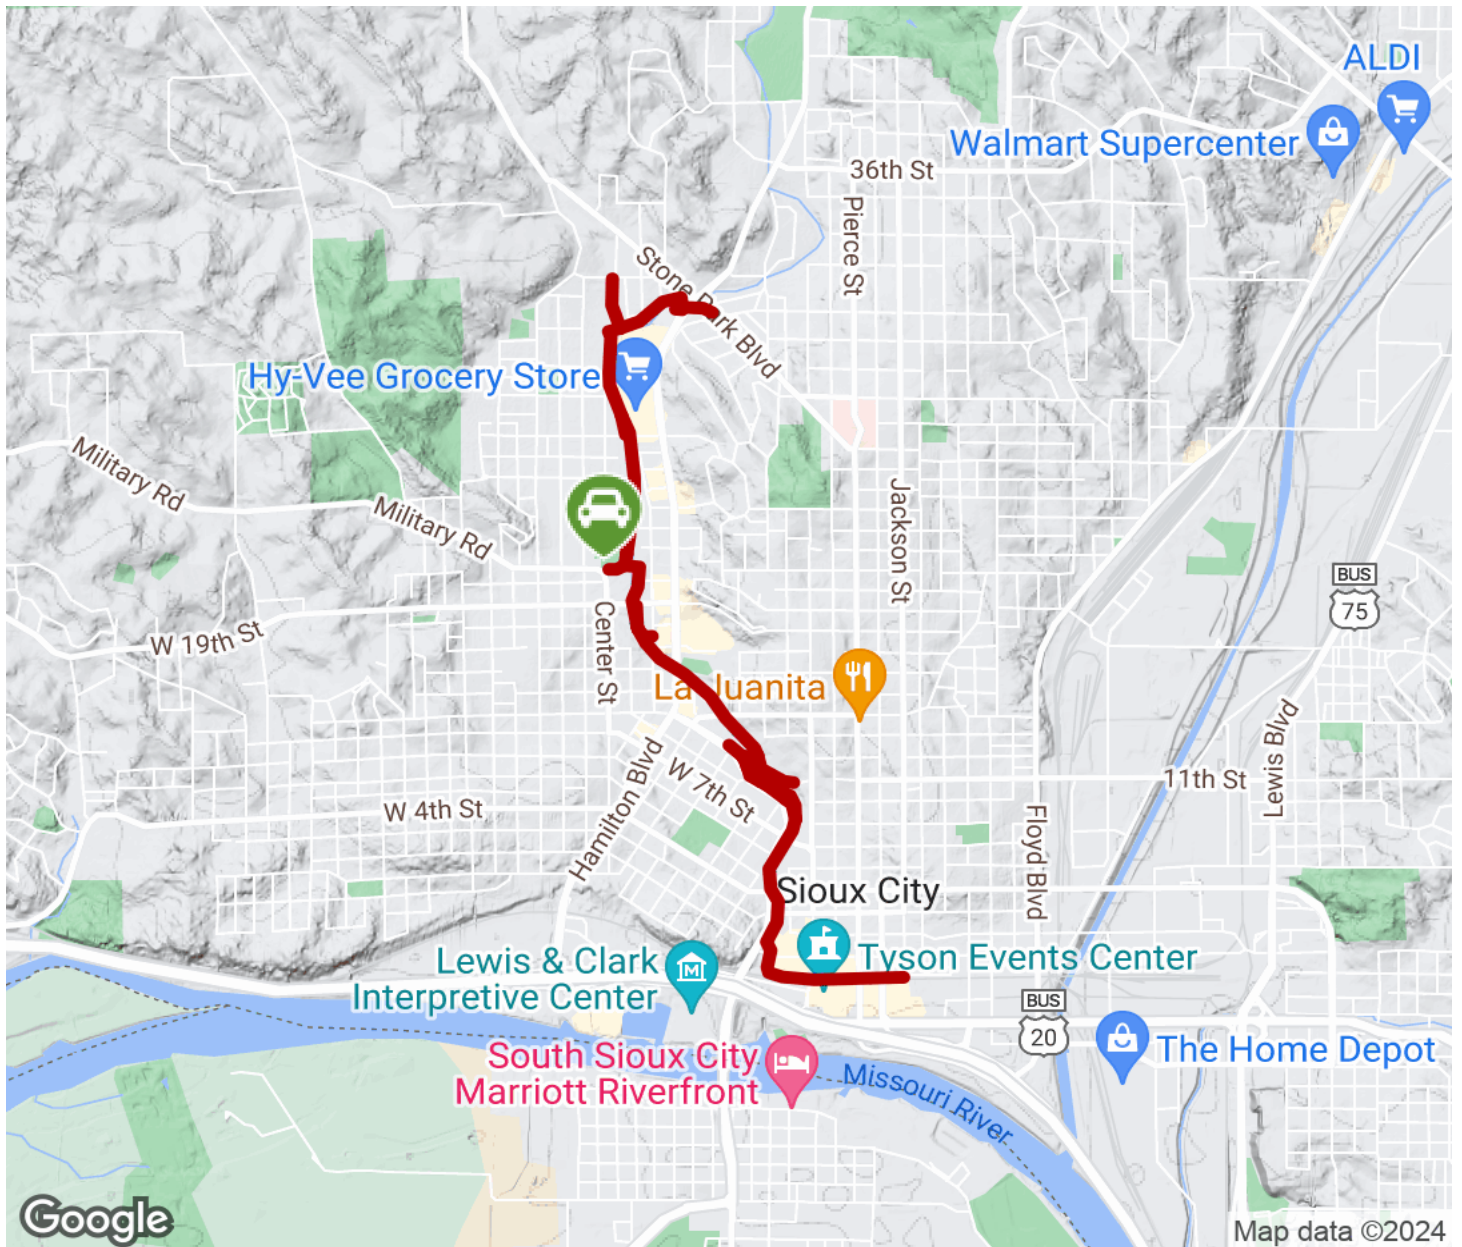 ALDI
Walmart Supercenter
36th St
Pierce St
Stone Park Blvd
Hy-Vee Grocery Store
Military Rd
Military Rd
Jackson St
BUS
75
W 19th St
Center St
La Juanita
Hamilton Blvd
W 7th St
W 4th St
11th St
Lewis Blvd
Floyd Blvd
Sioux City
Lewis & Clark
Interpretive Center
Tyson Events Center
BUS
20
South Sioux City
Marriott Riverfront
The Home Depot
Missouri River
Google
Map data ©2024